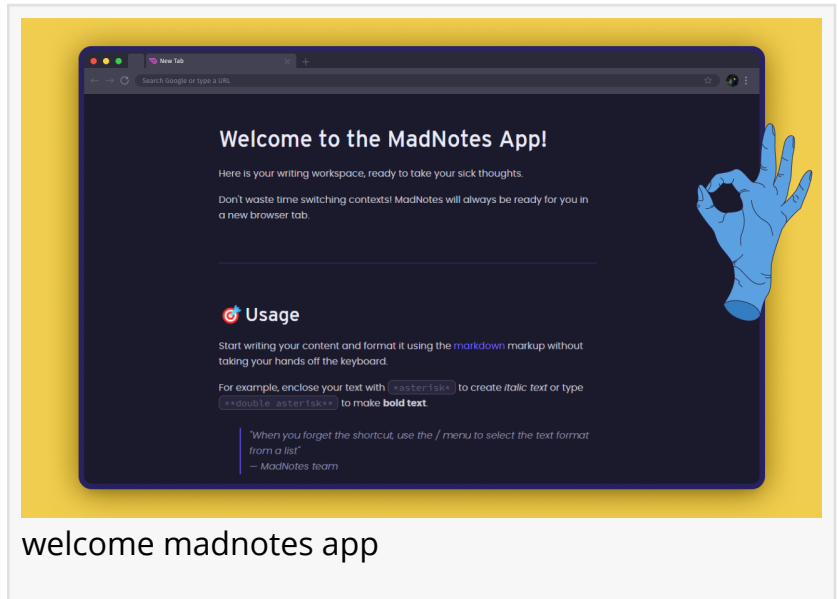 New Tab
Search Google or type a URL
Welcome to the MadNotes App!
Here is your writing workspace, ready to take your sick thoughts.
Don't waste time switching contexts! MadNotes will always be ready for you in
a new browser tab.
🎯 Usage
Start writing your content and format it using the markdown markup without
taking your hands off the keyboard.
For example, enclose your text with *asterisk* to create italic text or type
**double asterisk** to make bold text.
"When you forget the shortcut, use the / menu to select the text format
from a list"
— MadNotes team
welcome madnotes app